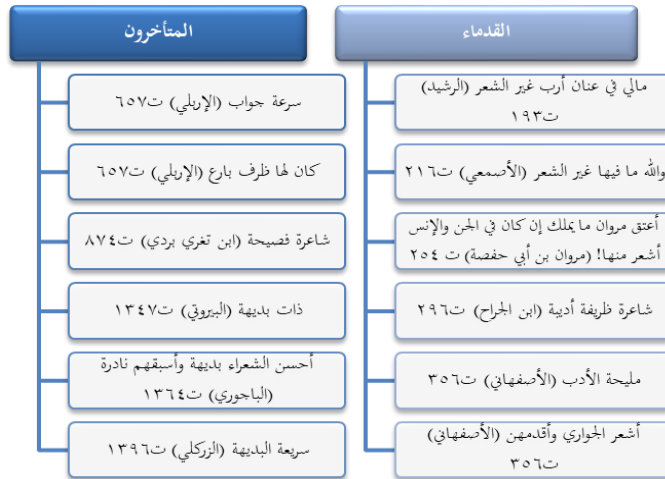 القدماء
مالي في عنان أرب غير الشعر (الرشيد)
ت١٩٣
والله ما فيها غير الشعر (الأصمعي) ت٢١٦
أعتق مروان ما يملك إن كان في الجن والإنس
أشعر منها! (مروان بن أبي حفصة) ت ٢٥٤
شاعرة ظريفة أديبة (ابن الجراح) ت٢٩٦
مليحة الأدب (الأصفهاني) ت٣٥٦
أشعر الجواري وأقدمهن (الأصفهاني)
ت٣٥٦
المتأخرون
سرعة جواب (الإربلي) ت٦٥٧
كان لها ظرف بارع (الإربلي) ت٦٥٧
شاعرة فصيحة (ابن تغري بردي) ت٨٧٤
ذات بديهة (البيروتي) ت١٣٤٧
أحسن الشعراء بديهة وأسبقهم نادرة
(الباجوري) ت١٣٦٤
سريعة البديهة (الزركلي) ت١٣٩٦